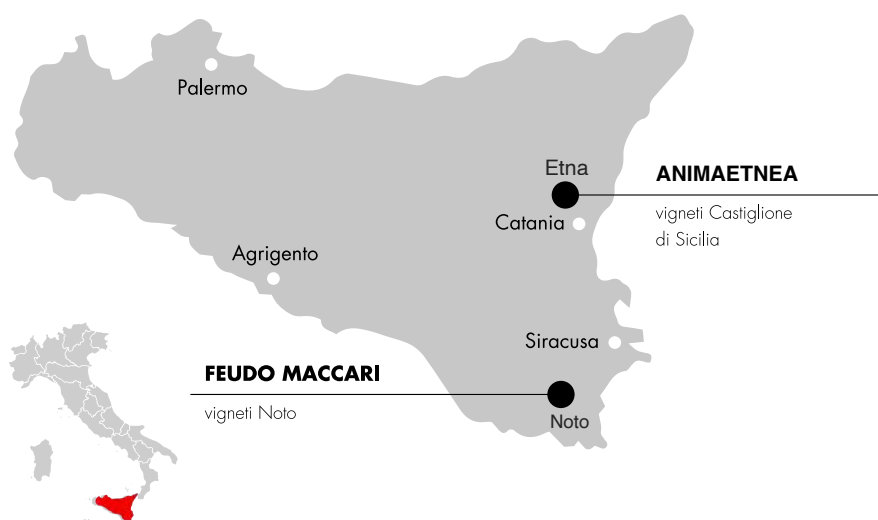 Palermo
Etna
ANIMAETNEA
vigneti Castiglione
di Sicilia
Catania
Agrigento
Siracusa
FEUDO MACCARI
vigneti Noto
Noto